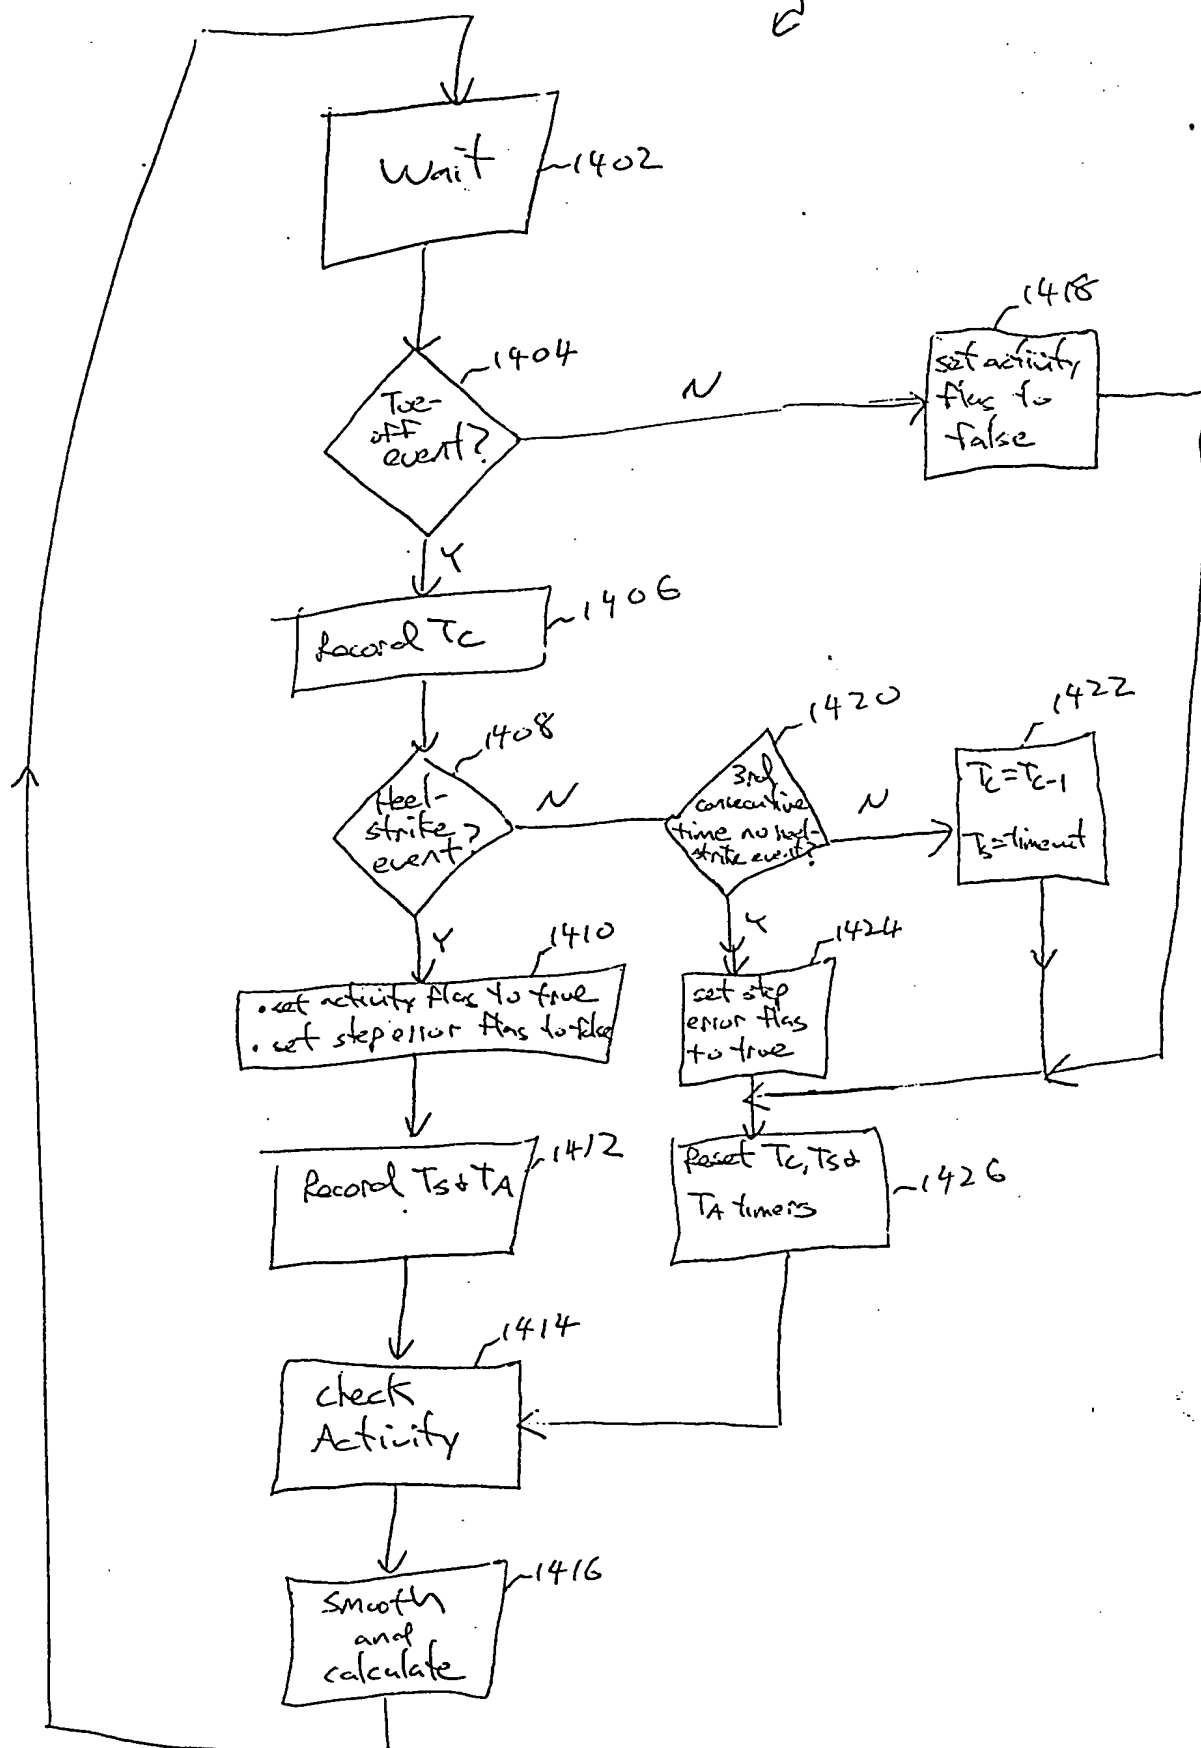 Wait
1402
1418
set activity
flag to
false
1404
Toe-
off
event?
N
Y
1406
Record TC
1408
Heel-
strike
event?
N
1420
3rd
consecutive
time no heel-
strike event?
N
1422
TC = TC-1
TS = timeout
Y
1410
• set activity flag to true
• set step error flag to false
Y
1424
set step
error flag
to true
1412
Record TS & TA
Reset TC, TS &
TA timers
1426
1414
check
Activity
1416
smooth
and
calculate